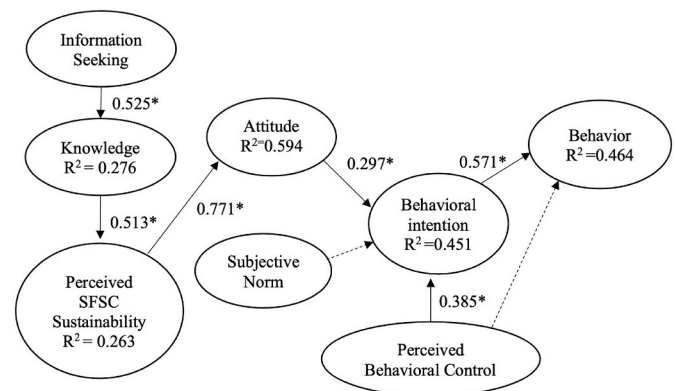 Information
Seeking
0.525*
Knowledge
R² = 0.276
0.513*
Perceived
SFSC
Sustainability
R² = 0.263
0.771*
Attitude
R²=0.594
0.297*
Subjective
Norm
Behavioral
intention
R² =0.451
0.385*
Perceived
Behavioral Control
0.571*
Behavior
R² =0.464